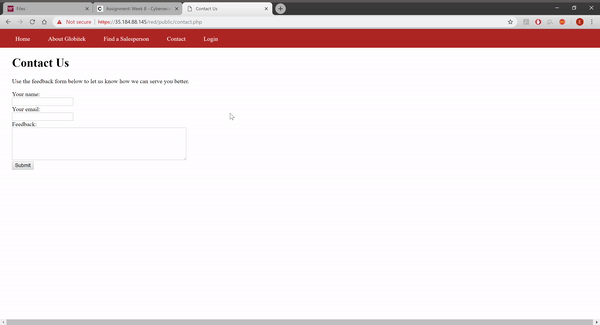 Files
Assignment: Week 8 - Cyberse
Contact Us
Not secure https://35.184.88.145/red/public/contact.php
Home About Globitek Find a Salesperson Contact Login
Contact Us
Use the feedback form below to let us know how we can serve you better.
Your name:
Your email:
Feedback:
Submit